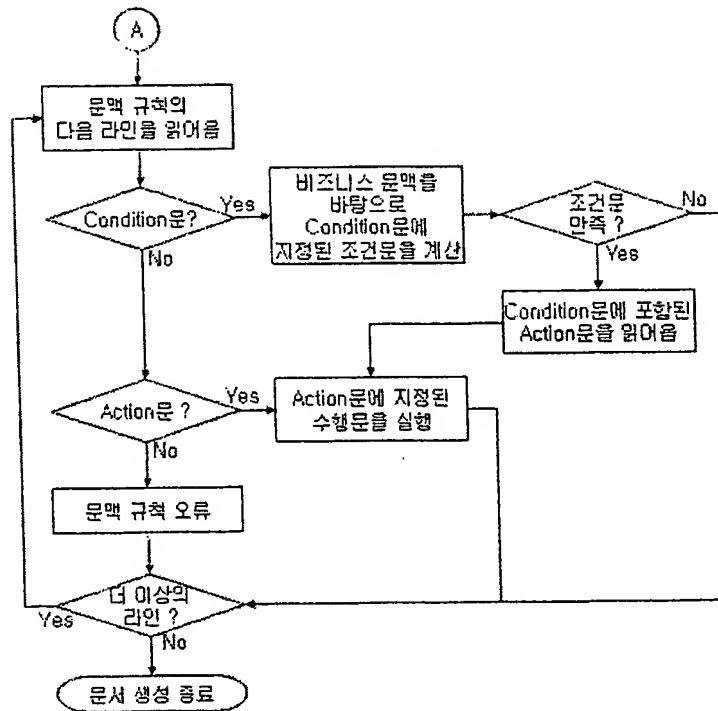 A
문맥 규칙의
다음 라인을 읽어옴
Condition문?
Yes
No
비즈니스 문맥을
바탕으로
Condition문에
지정된 조건문을 계산
조건문
만족 ?
No
Yes
Condition문에 포함된
Action문을 읽어옴
Action문 ?
Yes
No
Action문에 지정된
수행문을 실행
문맥 규칙 오류
더 이상의
라인 ?
Yes
No
문서 생성 종료